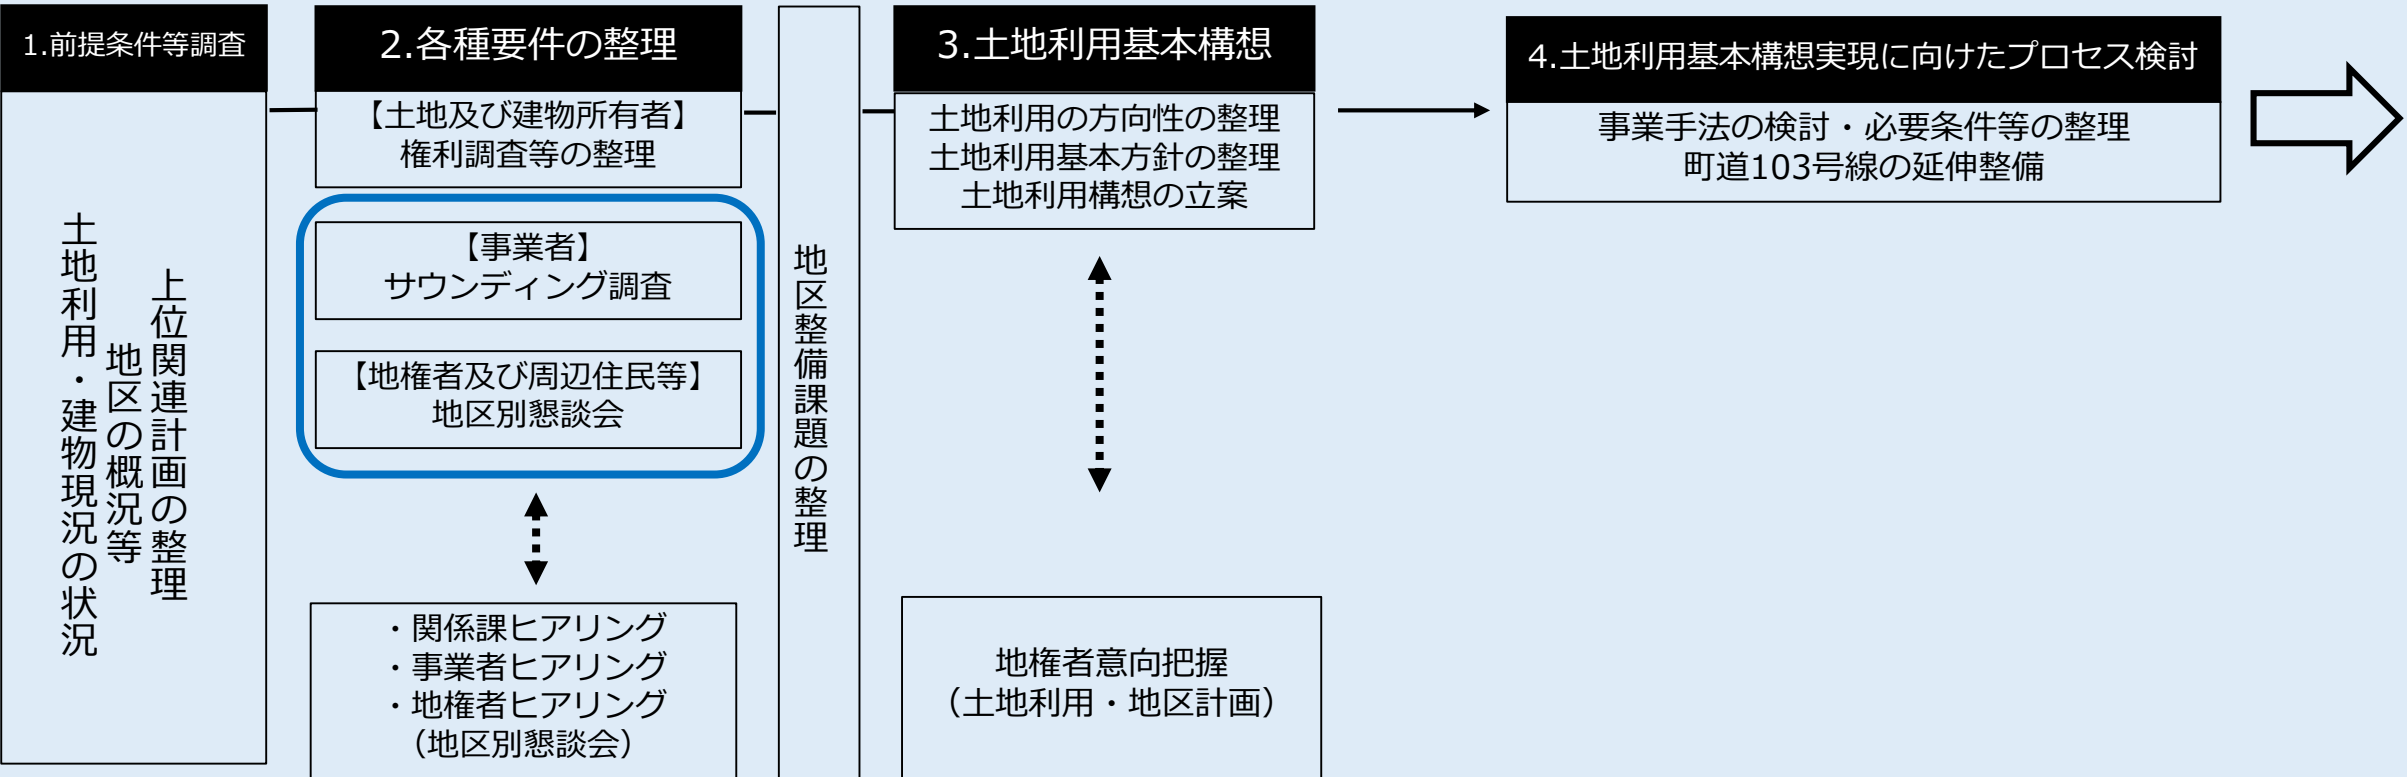 1.前提条件等調査
上位関連計画の整理
地区の概況等
土地利用・建物現況の状況
2.各種要件の整理
【土地及び建物所有者】
権利調査等の整理
【事業者】
サウンディング調査
【地権者及び周辺住民等】
地区別懇談会
・関係課ヒアリング
・事業者ヒアリング
・地権者ヒアリング
（地区別懇談会）
地区整備課題の整理
3.土地利用基本構想
土地利用の方向性の整理
土地利用基本方針の整理
土地利用構想の立案
地権者意向把握
（土地利用・地区計画）
4.土地利用基本構想実現に向けたプロセス検討
事業手法の検討・必要条件等の整理
町道103号線の延伸整備